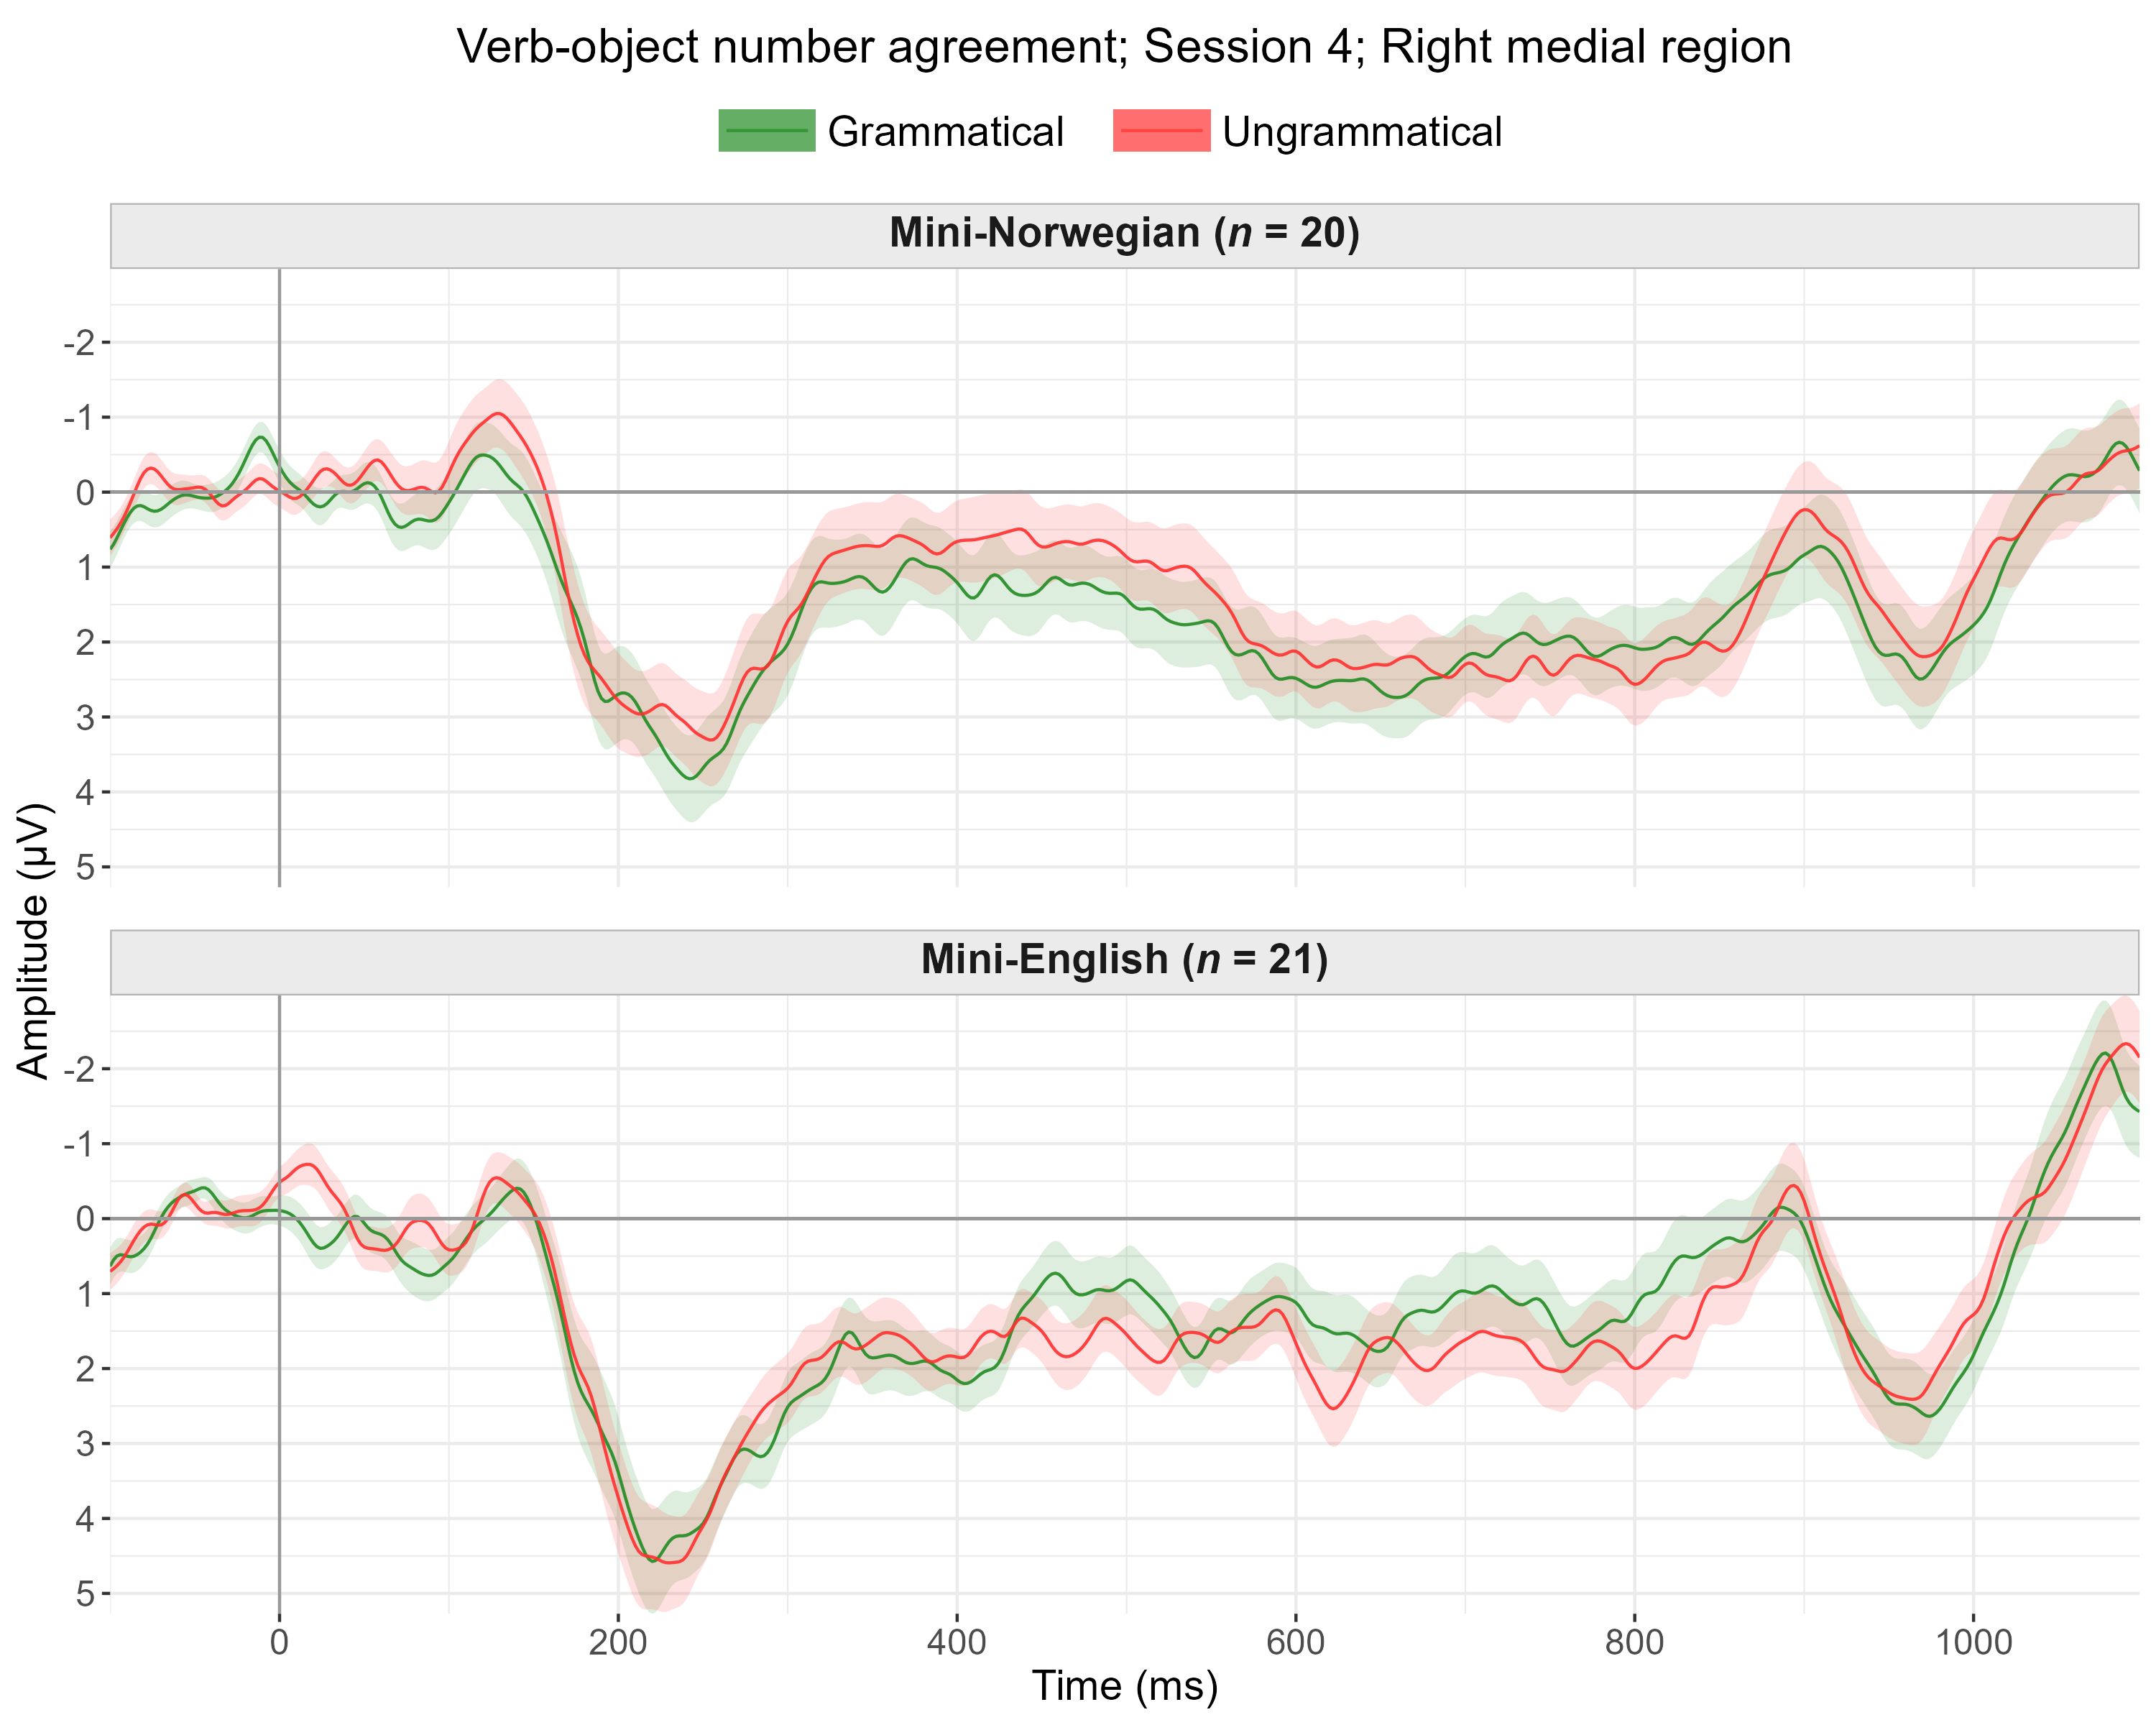 Verb-object number agreement; Session 4; Right medial region
Grammatical Ungrammatical
Mini-Norwegian (n = 20)
-2
-1
0
1
2
3
4
5
Amplitude (µV)
Mini-English (n = 21)
-2
-1
0
1
2
3
4
5
0 200 400 600 800 1000
Time (ms)